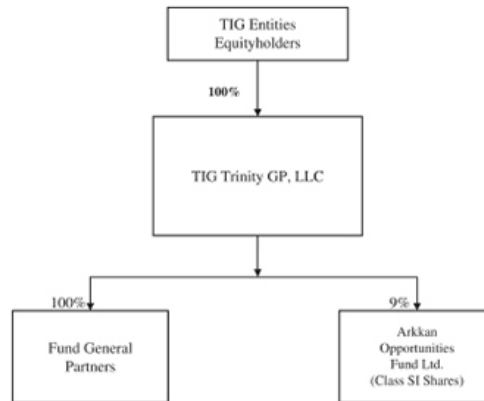 TIG Entities
Equityholders
100%
TIG Trinity GP, LLC
100%
9%
Fund General
Partners
Arkkan
Opportunities
Fund Ltd.
(Class SI Shares)